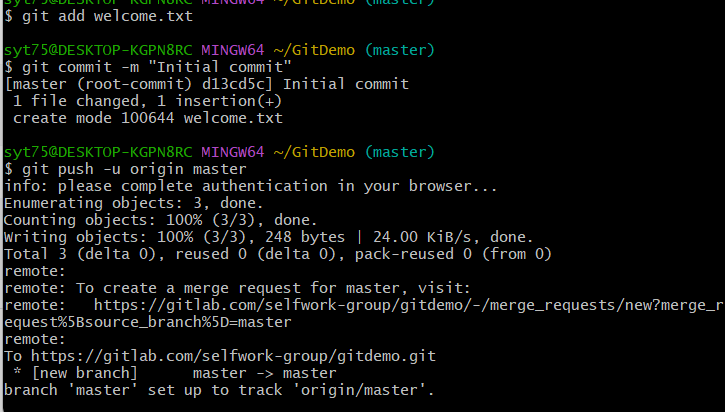 syt75@DESKTOP-KGPN8RC MINGW64 ~/GitDemo (master)
$ git add welcome.txt
syt75@DESKTOP-KGPN8RC MINGW64 ~/GitDemo (master)
$ git commit -m "Initial commit"
[master (root-commit) d13cd5c] Initial commit
 1 file changed, 1 insertion(+)
 create mode 100644 welcome.txt
syt75@DESKTOP-KGPN8RC MINGW64 ~/GitDemo (master)
$ git push -u origin master
info: please complete authentication in your browser...
Enumerating objects: 3, done.
Counting objects: 100% (3/3), done.
Writing objects: 100% (3/3), 248 bytes | 24.00 KiB/s, done.
Total 3 (delta 0), reused 0 (delta 0), pack-reused 0 (from 0)
remote:
remote: To create a merge request for master, visit:
remote:   https://gitlab.com/selfwork-group/gitdemo/-/merge_requests/new?merge_r
equest%5Bsource_branch%5D=master
remote:
To https://gitlab.com/selfwork-group/gitdemo.git
 * [new branch]      master -> master
branch 'master' set up to track 'origin/master'.